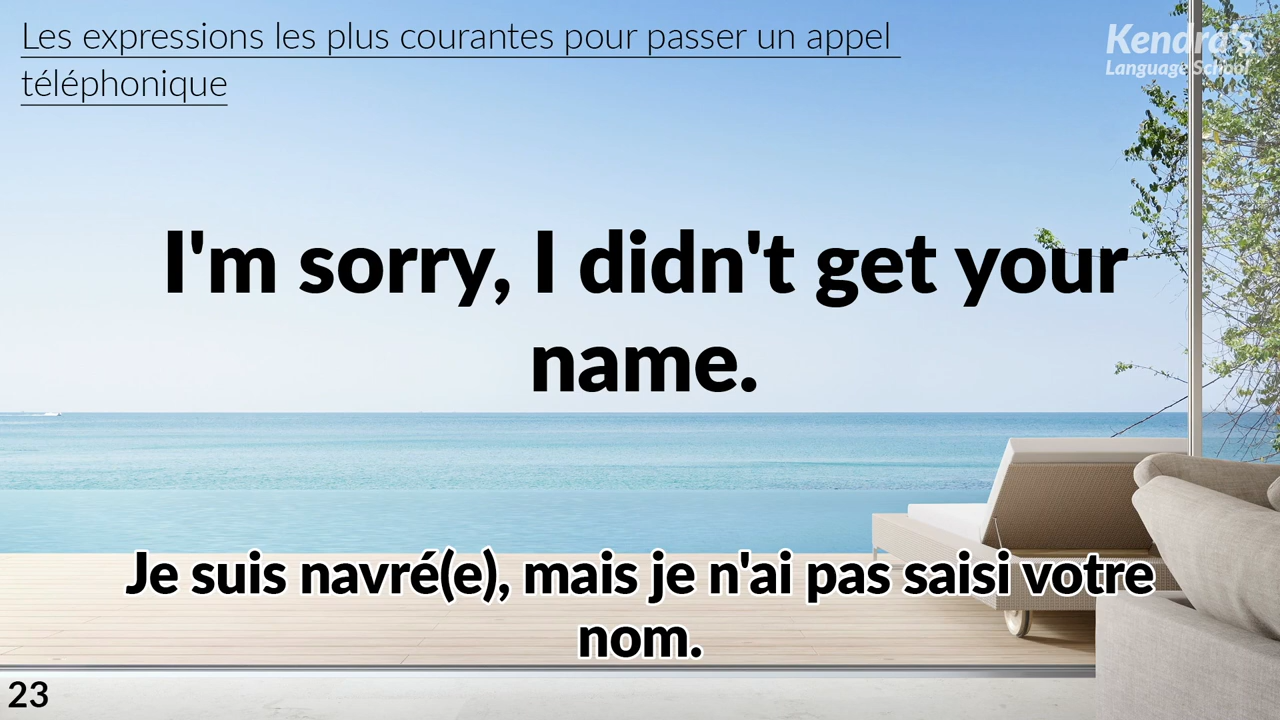 Les expressions les plus courantes pour passer un appel
téléphonique
Kendra's
Language School
I'm sorry, I didn't get your
name.
Je suis navré(e), mais je n'ai pas saisi votre
nom.
23